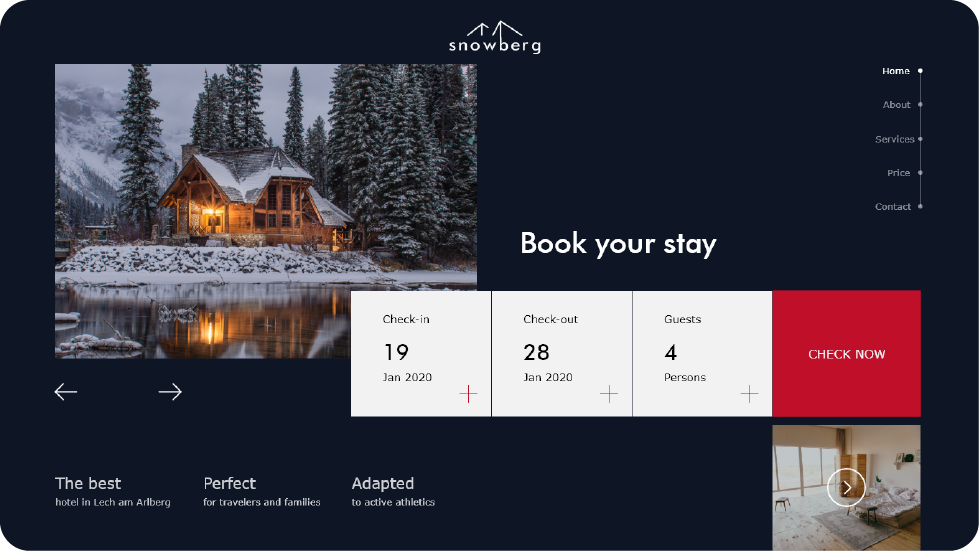 snowberg
Home
About
Services
Price
Contact
Book your stay
Check-in
19
Jan 2020
Check-out
28
Jan 2020
Guests
4
Persons
CHECK NOW
The best
hotel in Lech am Arlberg
Perfect
for travelers and families
Adapted
to active athletics